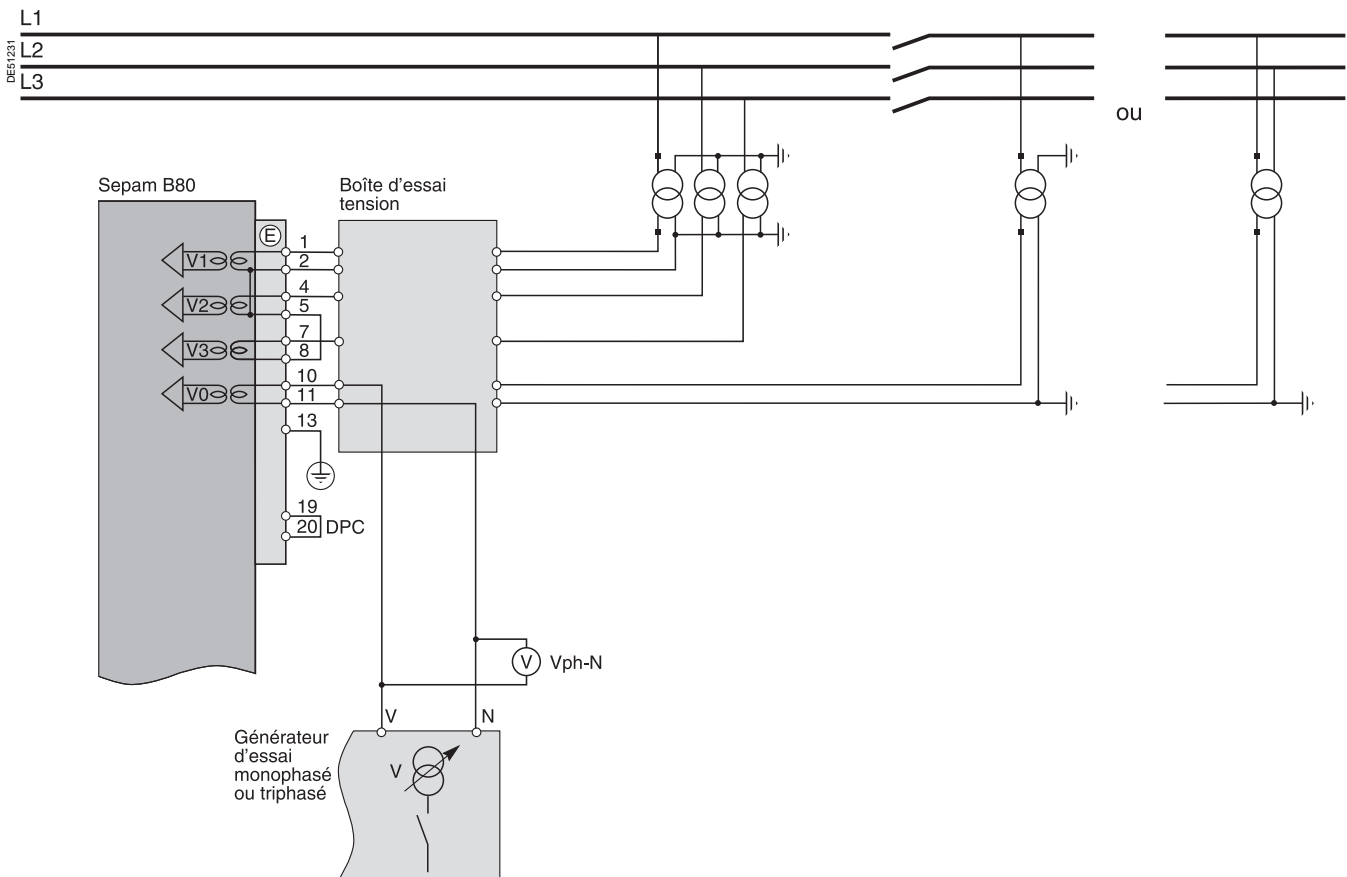 L1
DE51231
L2
L3
ou
Sepam B80
Boîte d'essai
tension
E
1
V1
2
4
V2
5
7
V3
8
10
V0
11
13
19
20 DPC
V Vph-N
V N
Générateur
d'essai
monophasé
ou triphasé
V